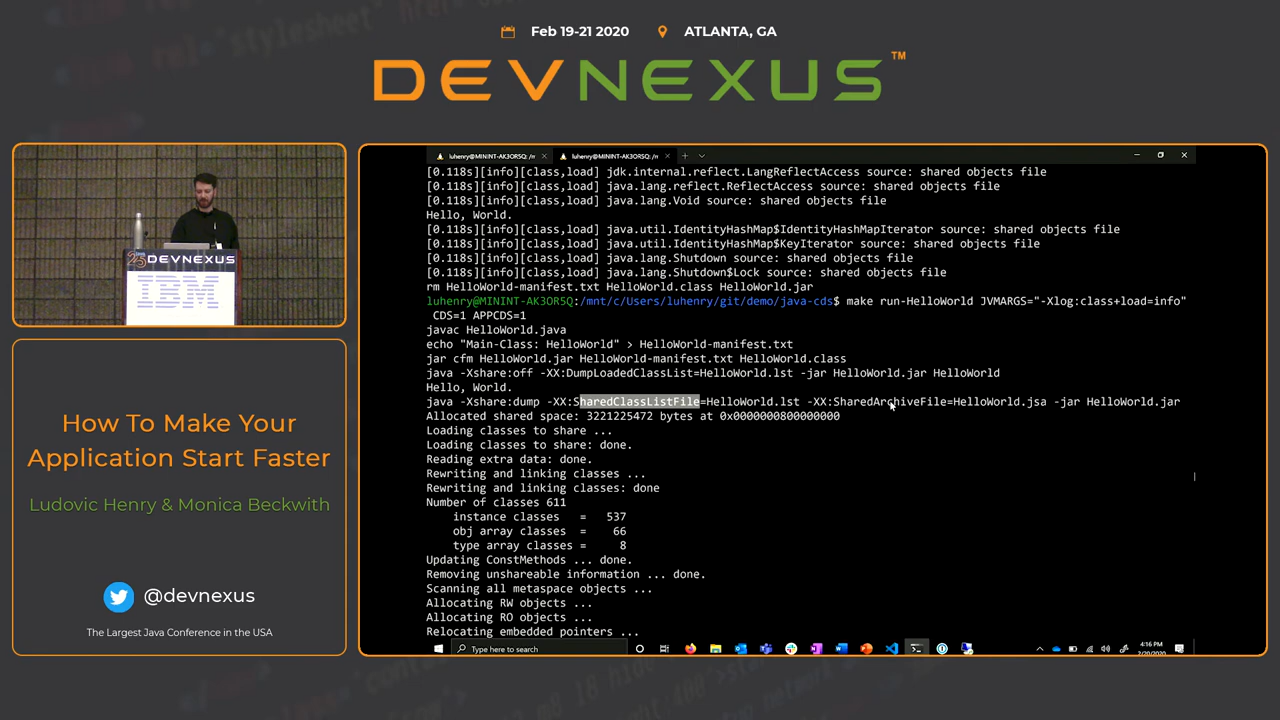 Feb 19-21 2020
ATLANTA, GA
DEVNEXUS™
DEVNEXUS
How To Make Your
Application Start Faster
Ludovic Henry & Monica Beckwith
@devnexus
The Largest Java Conference in the USA
luhenry@MININT-AK3OR5Q: /m
luhenry@MININT-AK3OR5Q: /m
[0.118s][info][class,load] jdk.internal.reflect.LangReflectAccess source: shared objects file
[0.118s][info][class,load] java.lang.reflect.ReflectAccess source: shared objects file
[0.118s][info][class,load] java.lang.Void source: shared objects file
Hello, World.
[0.118s][info][class,load] java.util.IdentityHashMap$IdentityHashMapIterator source: shared objects file
[0.118s][info][class,load] java.util.IdentityHashMap$KeyIterator source: shared objects file
[0.118s][info][class,load] java.lang.Shutdown source: shared objects file
[0.118s][info][class,load] java.lang.Shutdown$Lock source: shared objects file
rm HelloWorld-manifest.txt HelloWorld.class HelloWorld.jar
luhenry@MININT-AK3OR5Q:/mnt/c/Users/luhenry/git/demo/java-cds$ make run-HelloWorld JVMARGS="-Xlog:class+load=info"
CDS=1 APPCDS=1
javac HelloWorld.java
echo "Main-Class: HelloWorld" > HelloWorld-manifest.txt
jar cfm HelloWorld.jar HelloWorld-manifest.txt HelloWorld.class
java -Xshare:off -XX:DumpLoadedClassList=HelloWorld.lst -jar HelloWorld.jar HelloWorld
Hello, World.
java -Xshare:dump -XX:SharedClassListFile=HelloWorld.lst -XX:SharedArchiveFile=HelloWorld.jsa -jar HelloWorld.jar
Allocated shared space: 3221225472 bytes at 0x0000000800000000
Loading classes to share ...
Loading classes to share: done.
Reading extra data: done.
Rewriting and linking classes ...
Rewriting and linking classes: done
Number of classes 611
instance classes = 537
obj array classes = 66
type array classes = 8
Updating ConstMethods ... done.
Removing unshareable information ... done.
Scanning all metaspace objects ...
Allocating RW objects ...
Allocating RO objects ...
Relocating embedded pointers ...
Type here to search
4:16 PM
2/20/2020